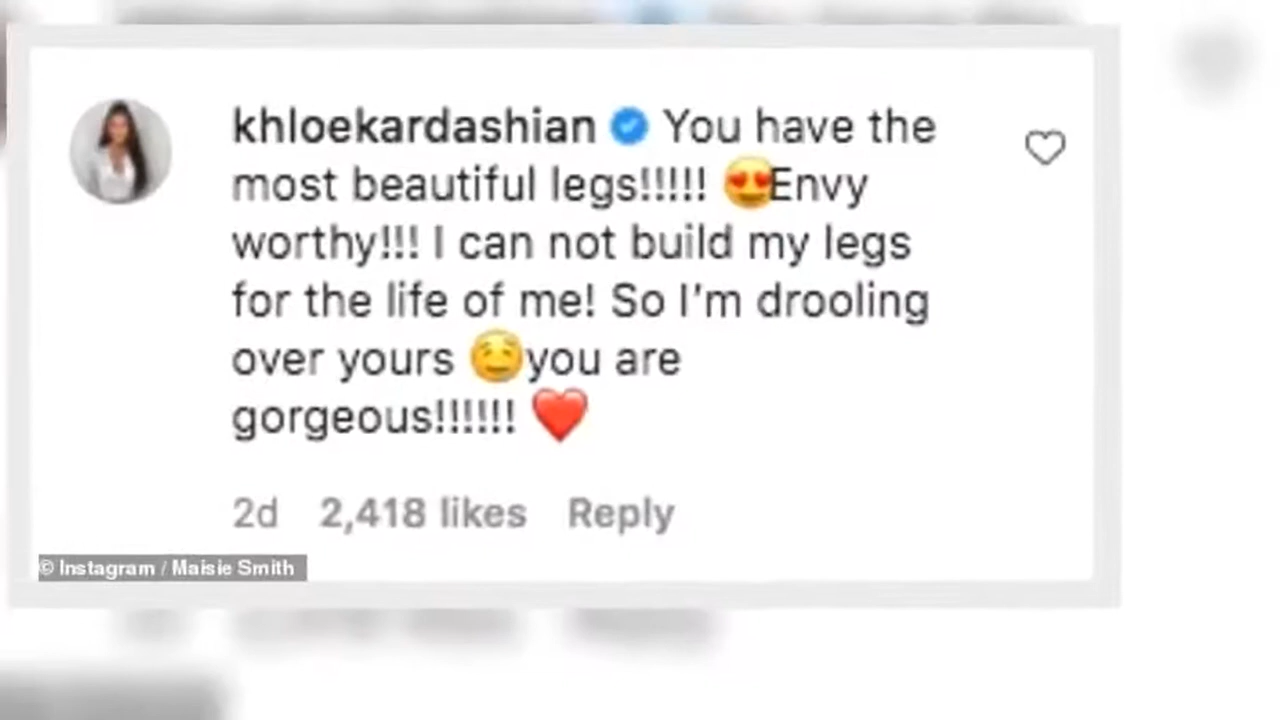 khloekardashian You have the
most beautiful legs!!!!! 😍Envy
worthy!!! I can not build my legs
for the life of me! So I'm drooling
over yours 🤤you are
gorgeous!!!!!! ❤️
2d 2,418 likes Reply
© Instagram / Maisie Smith